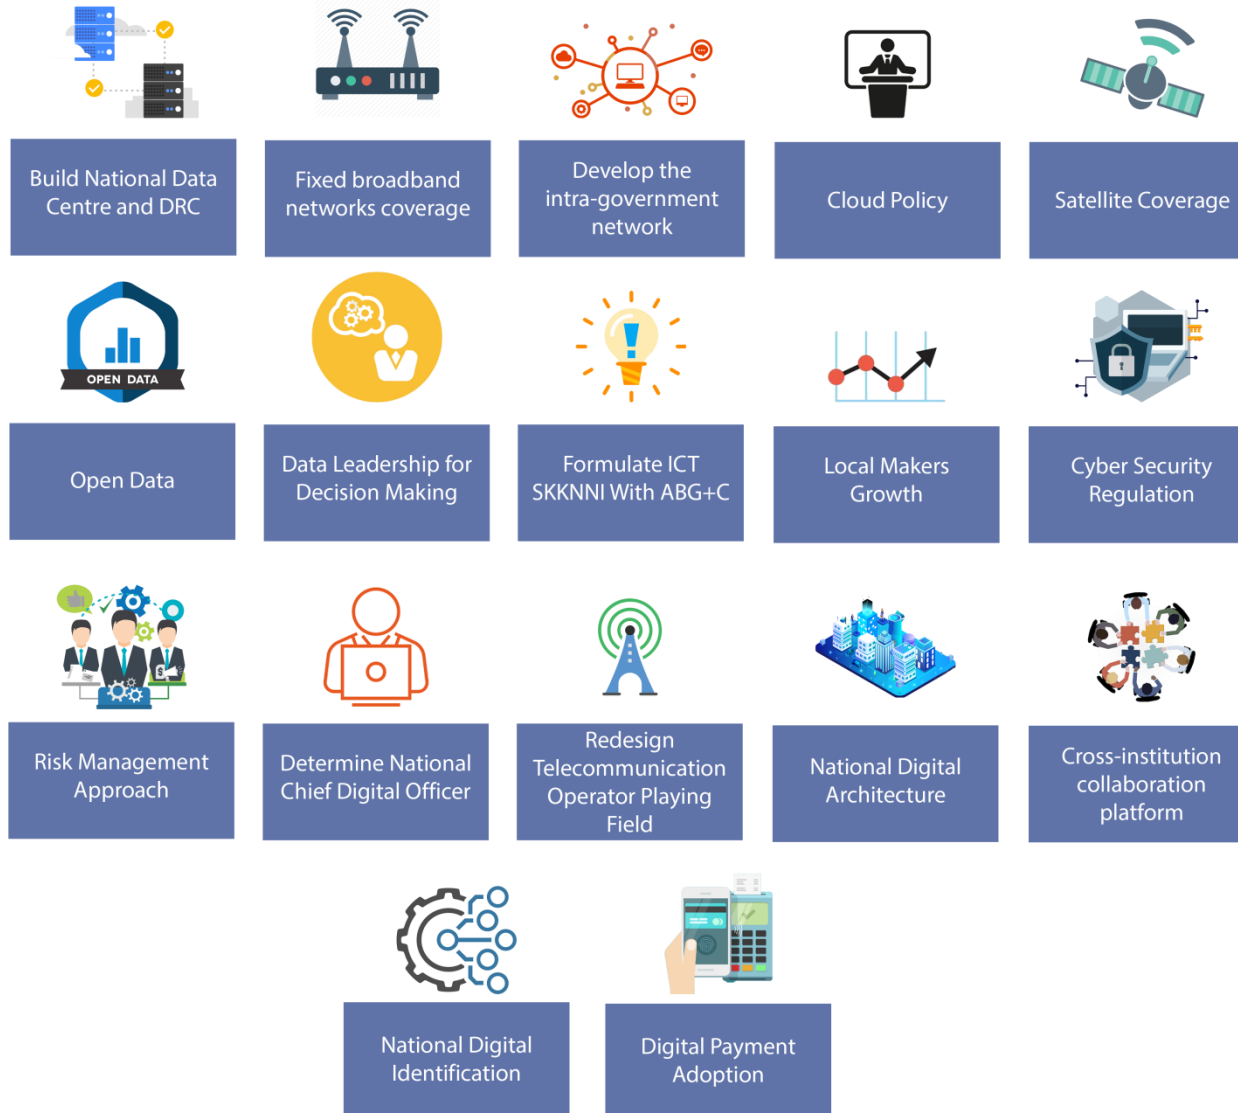 Build National Data
Centre and DRC
Fixed broadband
networks coverage
Develop the
intra-government
network
Cloud Policy
Satellite Coverage
OPEN DATA
Open Data
Data Leadership for
Decision Making
Formulate ICT
SKKNNI With ABG+C
Local Makers
Growth
Cyber Security
Regulation
Risk Management
Approach
Determine National
Chief Digital Officer
Redesign
Telecommunication
Operator Playing
Field
National Digital
Architecture
Cross-institution
collaboration
platform
National Digital
Identification
Digital Payment
Adoption